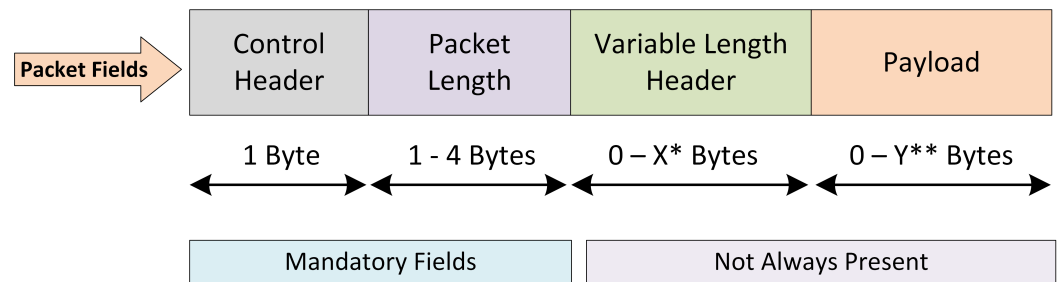 Packet Fields
Control
Header
Packet
Length
Variable Length
Header
Payload
1 Byte
1 - 4 Bytes
0 – X* Bytes
0 – Y** Bytes
Mandatory Fields
Not Always Present